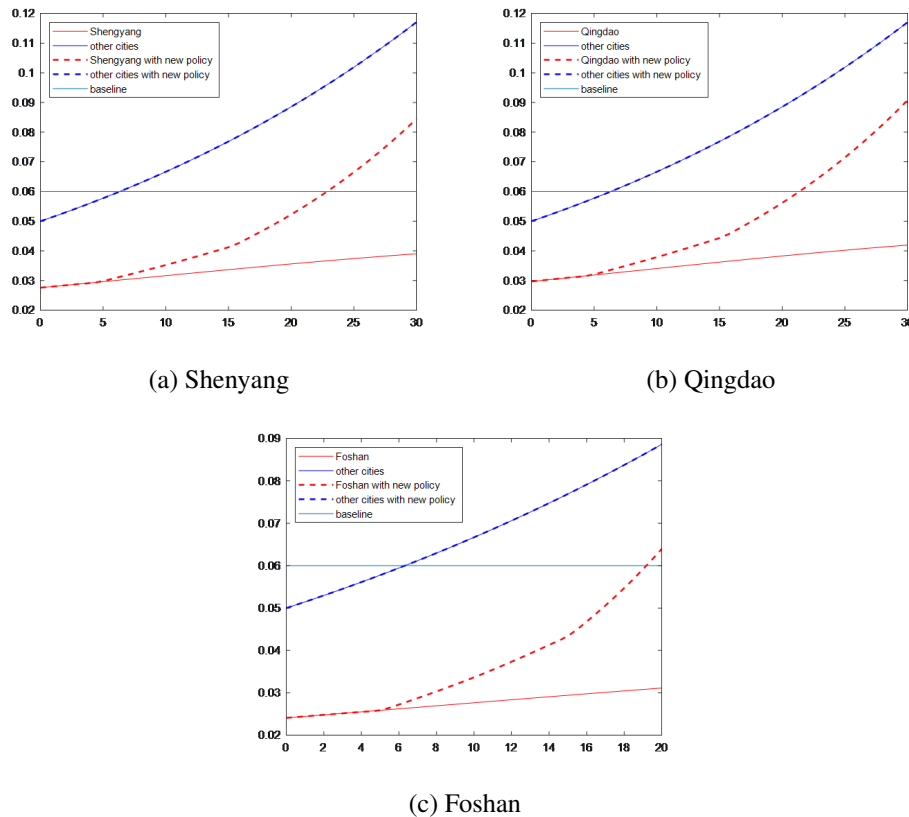 0.12
0.11
0.1
0.09
0.08
0.07
0.06
0.05
0.04
0.03
0.02
Shengyang
other cities
Shengyang with new policy
other cities with new policy
baseline
0 5 10 15 20 25 30
(a) Shenyang
0.12
0.11
0.1
0.09
0.08
0.07
0.06
0.05
0.04
0.03
0.02
Qingdao
other cities
Qingdao with new policy
other cities with new policy
baseline
0 5 10 15 20 25 30
(b) Qingdao
0.09
0.08
0.07
0.06
0.05
0.04
0.03
0.02
Foshan
other cities
Foshan with new policy
other cities with new policy
baseline
0 2 4 6 8 10 12 14 16 18 20
(c) Foshan